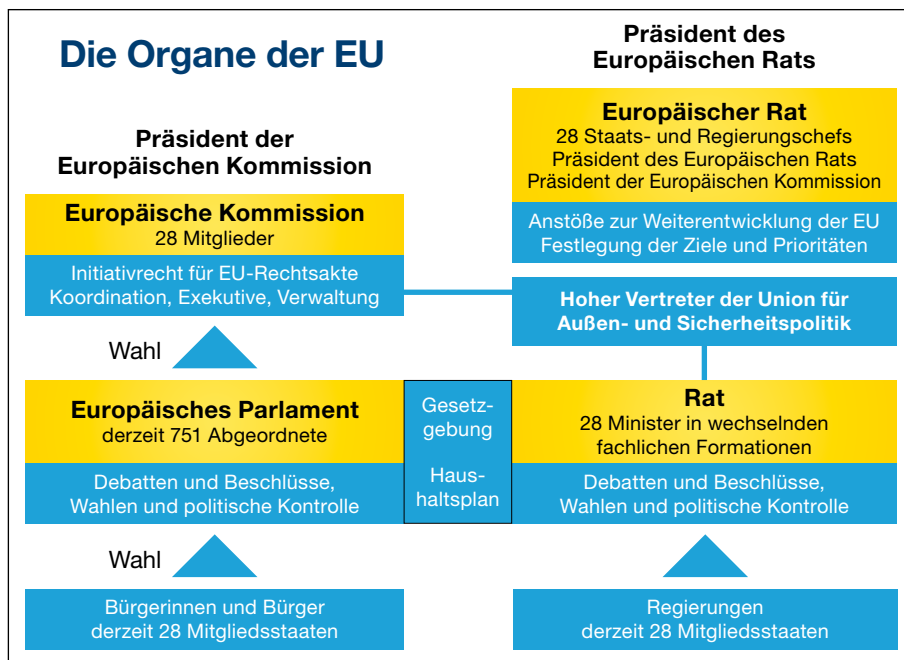 Die Organe der EU
Präsident des
Europäischen Rats
Europäischer Rat
28 Staats- und Regierungschefs
Präsident des Europäischen Rats
Präsident der Europäischen Kommission
Anstöße zur Weiterentwicklung der EU
Festlegung der Ziele und Prioritäten
Präsident der
Europäischen Kommission
Europäische Kommission
28 Mitglieder
Initiativrecht für EU-Rechtsakte
Koordination, Exekutive, Verwaltung
Hoher Vertreter der Union für
Außen- und Sicherheitspolitik
Wahl
Europäisches Parlament
derzeit 751 Abgeordnete
Debatten und Beschlüsse,
Wahlen und politische Kontrolle
Gesetz-
gebung
Haus-
haltsplan
Rat
28 Minister in wechselnden
fachlichen Formationen
Debatten und Beschlüsse,
Wahlen und politische Kontrolle
Wahl
Bürgerinnen und Bürger
derzeit 28 Mitgliedsstaaten
Regierungen
derzeit 28 Mitgliedsstaaten